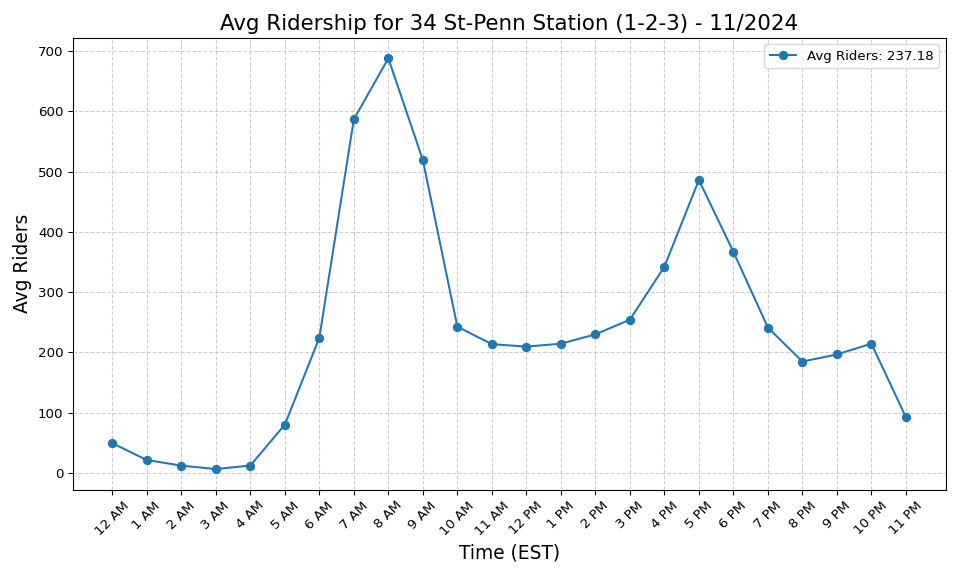 Avg Ridership for 34 St-Penn Station (1-2-3) - 11/2024
Avg Riders: 237.18
Avg Riders
700
600
500
400
300
200
100
0
12 AM
1 AM
2 AM
3 AM
4 AM
5 AM
6 AM
7 AM
8 AM
9 AM
10 AM
11 AM
12 PM
1 PM
2 PM
3 PM
4 PM
5 PM
6 PM
7 PM
8 PM
9 PM
10 PM
11 PM
Time (EST)